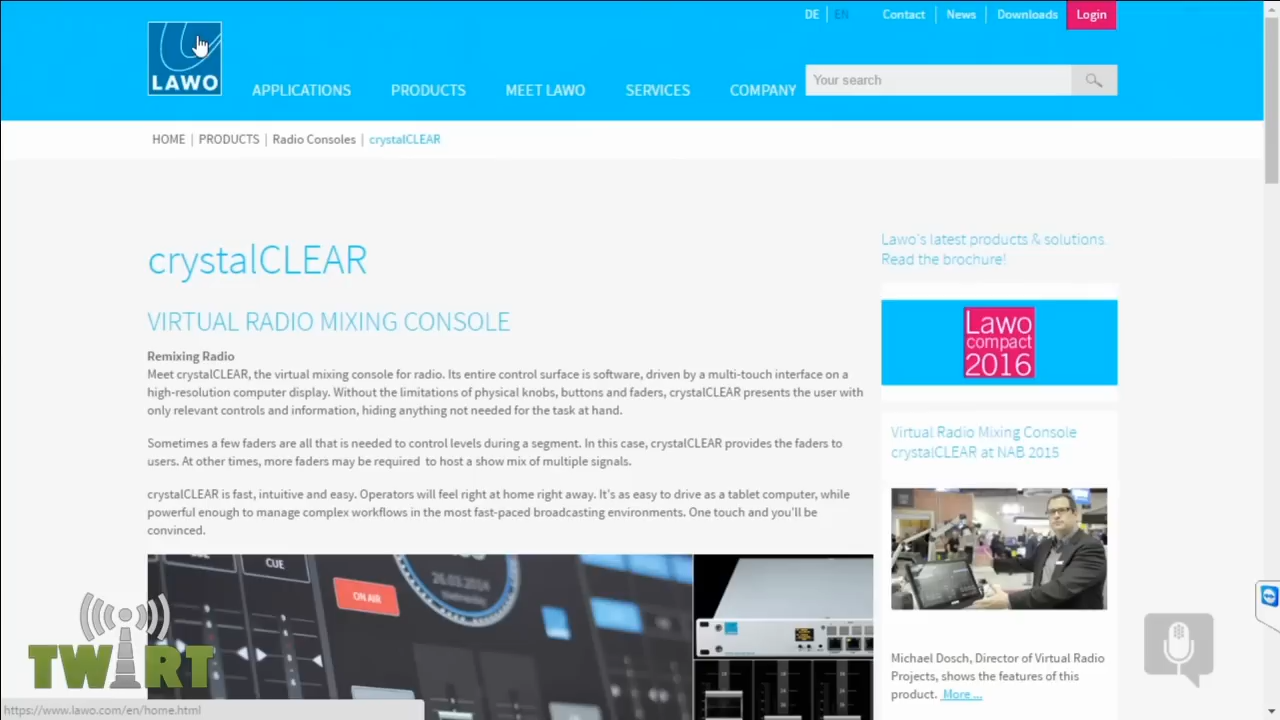 DE | EN
Contact | News | Downloads
Login
LAWO
APPLICATIONS
PRODUCTS
MEET LAWO
SERVICES
COMPANY
Your search
HOME | PRODUCTS | Radio Consoles | crystalCLEAR
crystalCLEAR
VIRTUAL RADIO MIXING CONSOLE
Remixing Radio
Meet crystalCLEAR, the virtual mixing console for radio. Its entire control surface is software, driven by a multi-touch interface on a
high-resolution computer display. Without the limitations of physical knobs, buttons and faders, crystalCLEAR presents the user with
only relevant controls and information, hiding anything not needed for the task at hand.
Sometimes a few faders are all that is needed to control levels during a segment. In this case, crystalCLEAR provides the faders to
users. At other times, more faders may be required to host a show mix of multiple signals.
crystalCLEAR is fast, intuitive and easy. Operators will feel right at home right away. It's as easy to drive as a tablet computer, while
powerful enough to manage complex workflows in the most fast-paced broadcasting environments. One touch and you'll be
convinced.
CUE
ON AIR
26.03.2014
Lawo's latest products & solutions.
Read the brochure!
Lawo
compact
2016
Virtual Radio Mixing Console
crystalCLEAR at NAB 2015
Michael Dosch, Director of Virtual Radio
Projects, shows the features of this
product. More ...
TWIRT
https://www.lawo.com/en/home.html